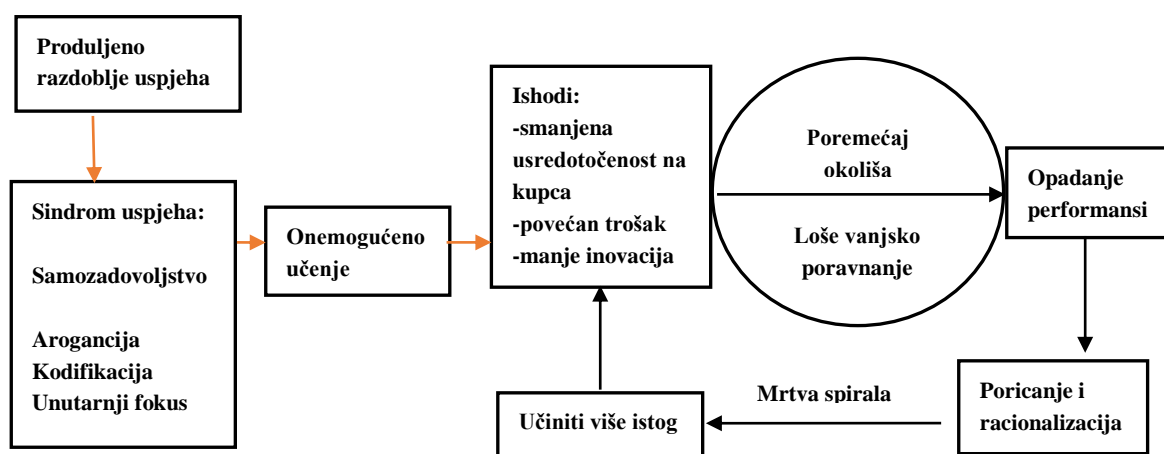 Produljeno
razdoblje uspjeha
Sindrom uspjeha:
Samozadovoljstvo
Arogancija
Kodifikacija
Unutarnji fokus
Onemogućeno
učenje
Ishodi:
-smanjena
usredotočenost na
kupca
-povećan trošak
-manje inovacija
Poremećaj
okoliša
Loše vanjsko
poravnanje
Opadanje
performansi
Poricanje i
racionalizacija
Mrtva spirala
Učiniti više istog